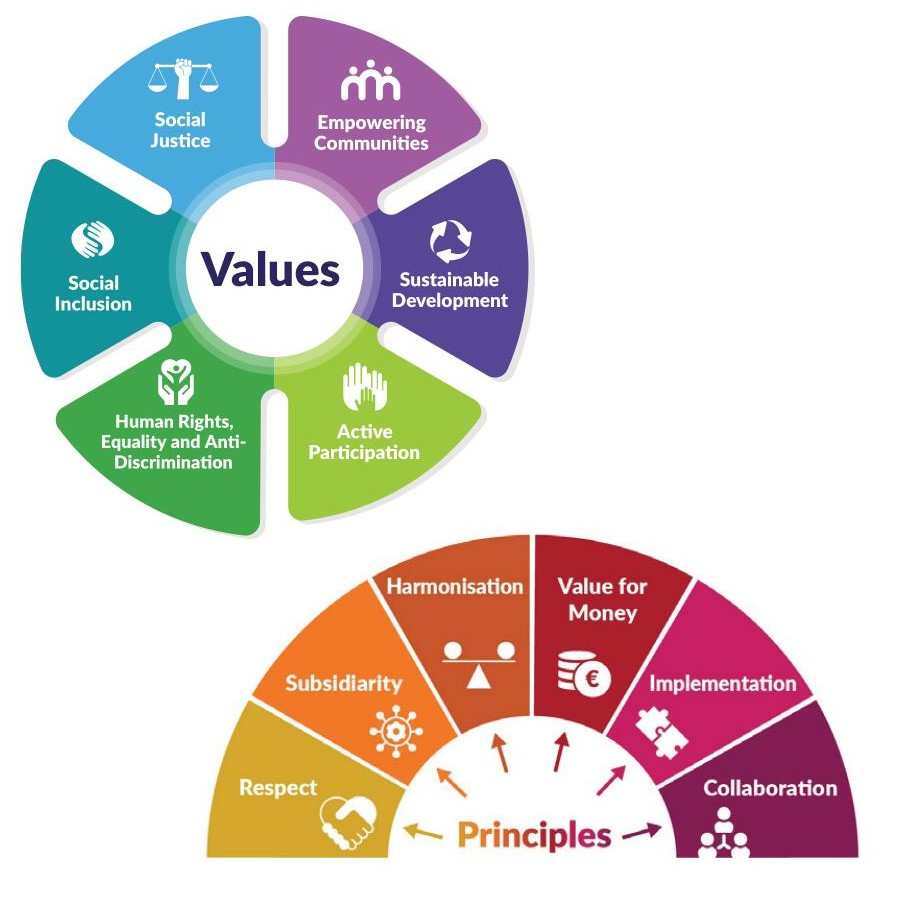 Social
Justice
Empowering
Communities
Social
Inclusion
Values
Sustainable
Development
Human Rights,
Equality and Anti-
Discrimination
Active
Participation
Harmonisation
Value for
Money
€
Subsidiarity
Implementation
Respect
Collaboration
Principles